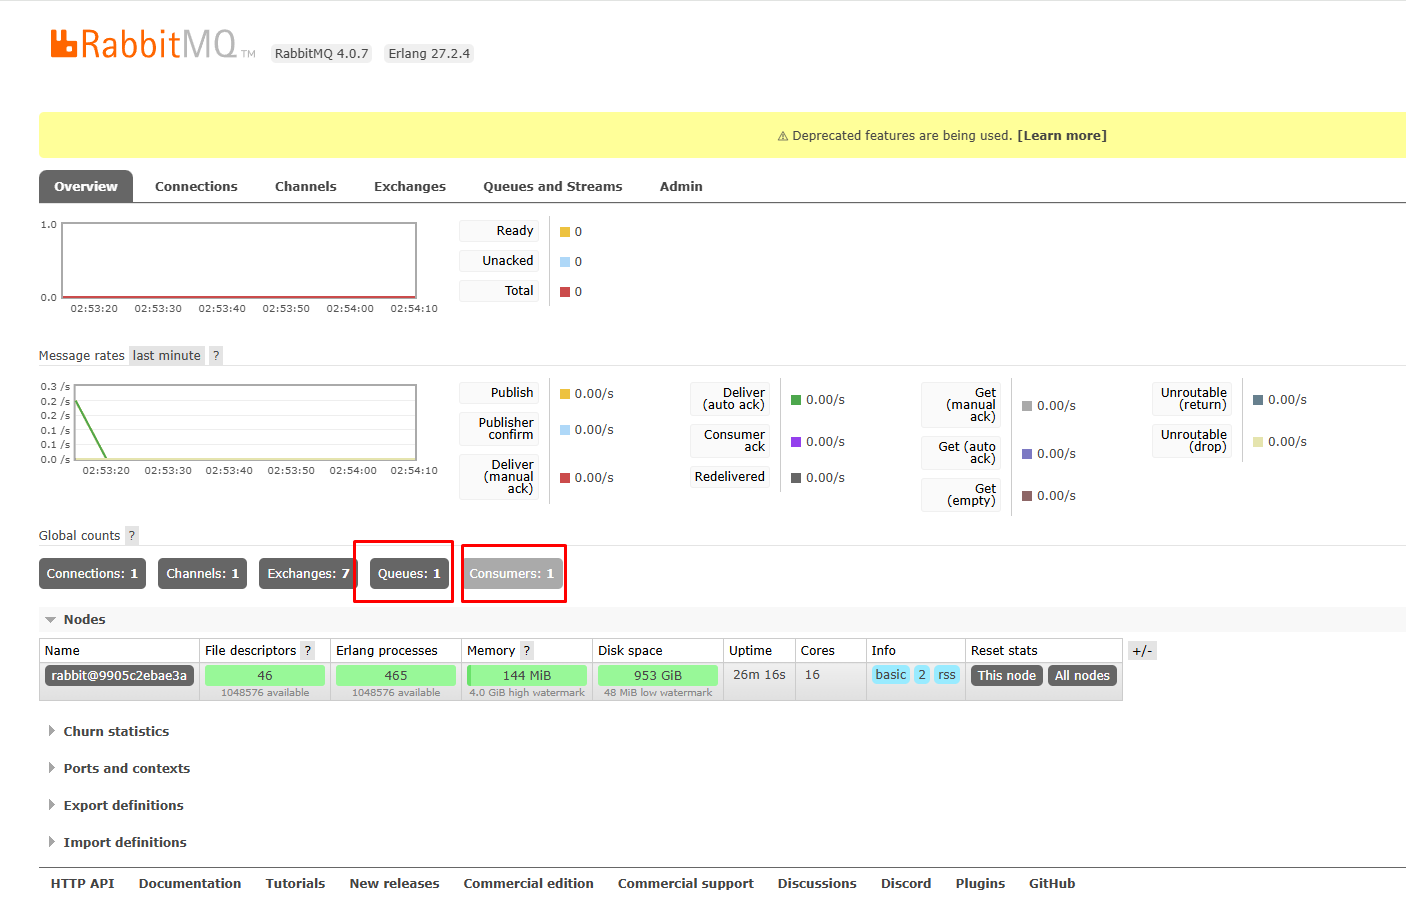 RabbitMQ TM RabbitMQ 4.0.7 Erlang 27.2.4
⚠ Deprecated features are being used. [Learn more]
Overview Connections Channels Exchanges Queues and Streams Admin
1.0
0.0
02:53:20 02:53:30 02:53:40 02:53:50 02:54:00 02:54:10
Ready 0
Unacked 0
Total 0
Message rates last minute ?
0.3 /s
0.2 /s
0.2 /s
0.1 /s
0.1 /s
0.0 /s
02:53:20 02:53:30 02:53:40 02:53:50 02:54:00 02:54:10
Publish 0.00/s
Publisher
confirm 0.00/s
Deliver
(manual
ack) 0.00/s
Deliver
(auto ack) 0.00/s
Consumer
ack 0.00/s
Redelivered 0.00/s
Get
(manual
ack) 0.00/s
Get (auto
ack) 0.00/s
Get
(empty) 0.00/s
Unroutable
(return) 0.00/s
Unroutable
(drop) 0.00/s
Global counts ?
Connections: 1 Channels: 1 Exchanges: 7 Queues: 1 Consumers: 1
Nodes
Name File descriptors ? Erlang processes Memory ? Disk space Uptime Cores Info Reset stats +/-
rabbit@9905c2ebae3a 46 465 144 MiB 953 GiB 26m 16s 16 basic 2 rss This node All nodes
1048576 available 1048576 available 4.0 GiB high watermark 48 MiB low watermark
Churn statistics
Ports and contexts
Export definitions
Import definitions
HTTP API Documentation Tutorials New releases Commercial edition Commercial support Discussions Discord Plugins GitHub